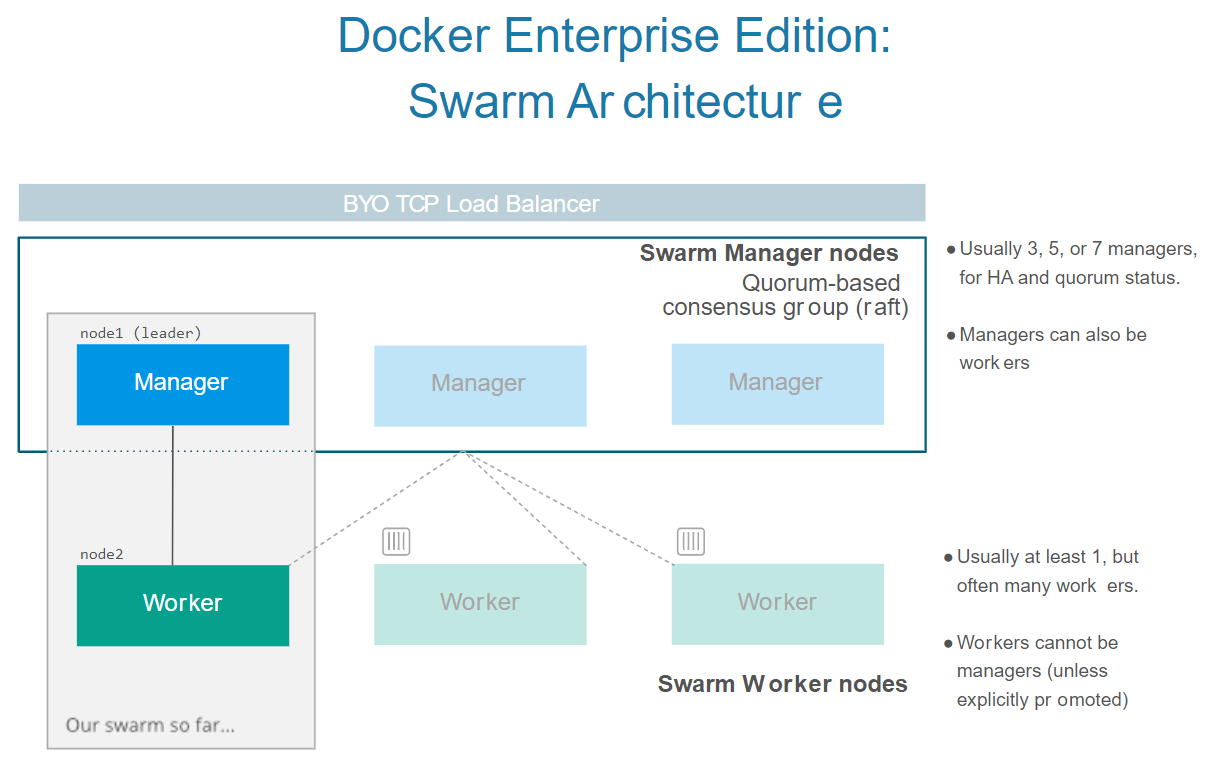 Docker Enterprise Edition:
Swarm Ar chitectur e
BYO TCP Load Balancer
Swarm Manager nodes
Quorum-based
consensus group (raft)
node1 (leader)
Manager
Manager
Manager
● Usually 3, 5, or 7 managers,
for HA and quorum status.
● Managers can also be
work ers
node2
Worker
Worker
Worker
Swarm Worker nodes
Our swarm so far...
● Usually at least 1, but
often many work ers.
● Workers cannot be
managers (unless
explicitly pr omoted)